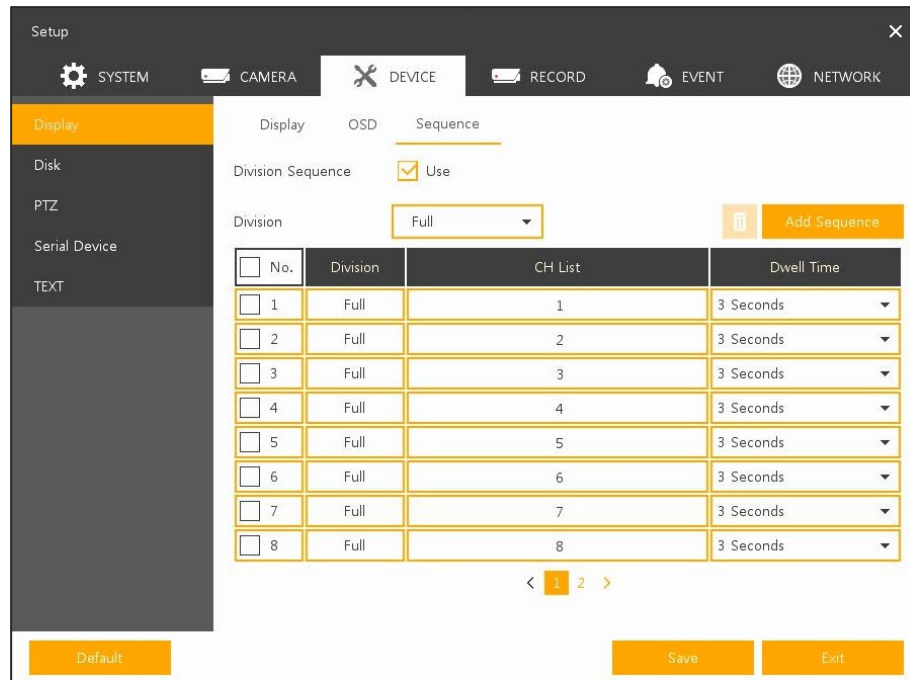 Setup
SYSTEM CAMERA DEVICE RECORD EVENT NETWORK
Display
Disk
PTZ
Serial Device
TEXT
Display OSD Sequence
Division Sequence Use
Division Full Add Sequence
No. Division CH List Dwell Time
1 Full 1 3 Seconds
2 Full 2 3 Seconds
3 Full 3 3 Seconds
4 Full 4 3 Seconds
5 Full 5 3 Seconds
6 Full 6 3 Seconds
7 Full 7 3 Seconds
8 Full 8 3 Seconds
< 1 2 >
Default Save Exit